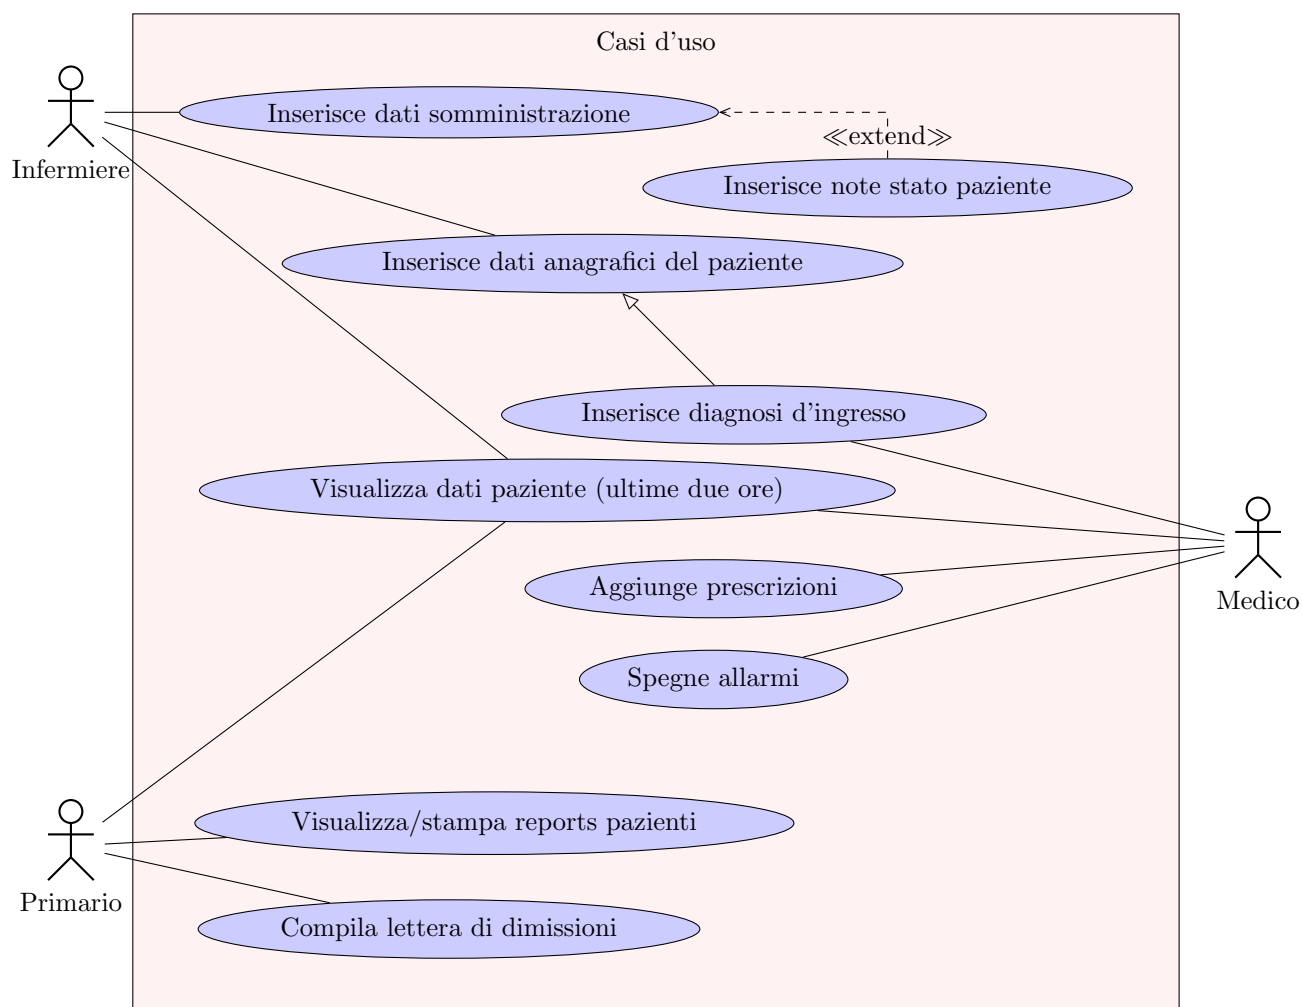 Casi d'uso
Inserisce dati somministrazione
≪extend≫
Infermiere
Inserisce note stato paziente
Inserisce dati anagrafici del paziente
Inserisce diagnosi d'ingresso
Visualizza dati paziente (ultime due ore)
Aggiunge prescrizioni
Medico
Spegne allarmi
Visualizza/stampa reports pazienti
Primario
Compila lettera di dimissioni